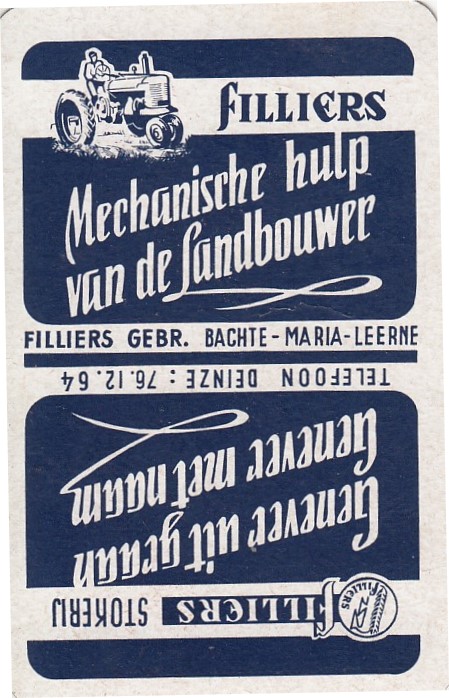 FILLIERS
Mechanische hulp
van de Landbouwer
FILLIERS GEBR. BACHTE-MARIA-LEERNE
TELEFOON DEINZE: 76.12.64
FILLIERS
FILLIERS STOKERIJ
Genever uit graan
Genever met naam